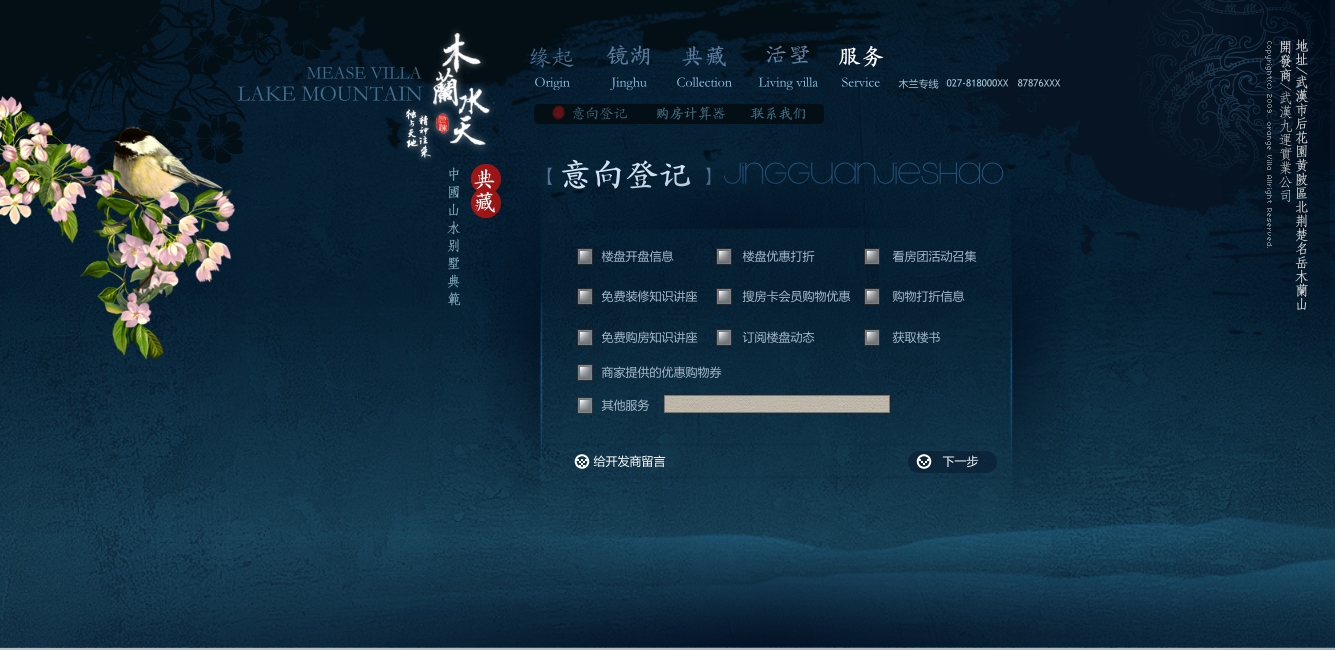 MEASE VILLA
LAKE MOUNTAIN
木蘭水天
精神注案
独与天地
中國山水别墅典範
典藏
缘起 镜湖 典藏 活墅 服务
Origin Jinghu Collection Living villa Service
木兰专线 027-818000XX 87876XXX
意向登记 购房计算器 联系我们
【意向登记】JINGGUANJIESHAO
楼盘开盘信息 楼盘优惠打折 看房团活动召集
免费装修知识讲座 搜房卡会员购物优惠 购物打折信息
免费购房知识讲座 订阅楼盘动态 获取楼书
商家提供的优惠购物券
其他服务
给开发商留言 下一步
地址/武漢市后花園黄陂區北荆楚名岳木蘭山
開發商/武漢九運實業公司
Copyright(c) 2009 orange Villa Allright Reserved.